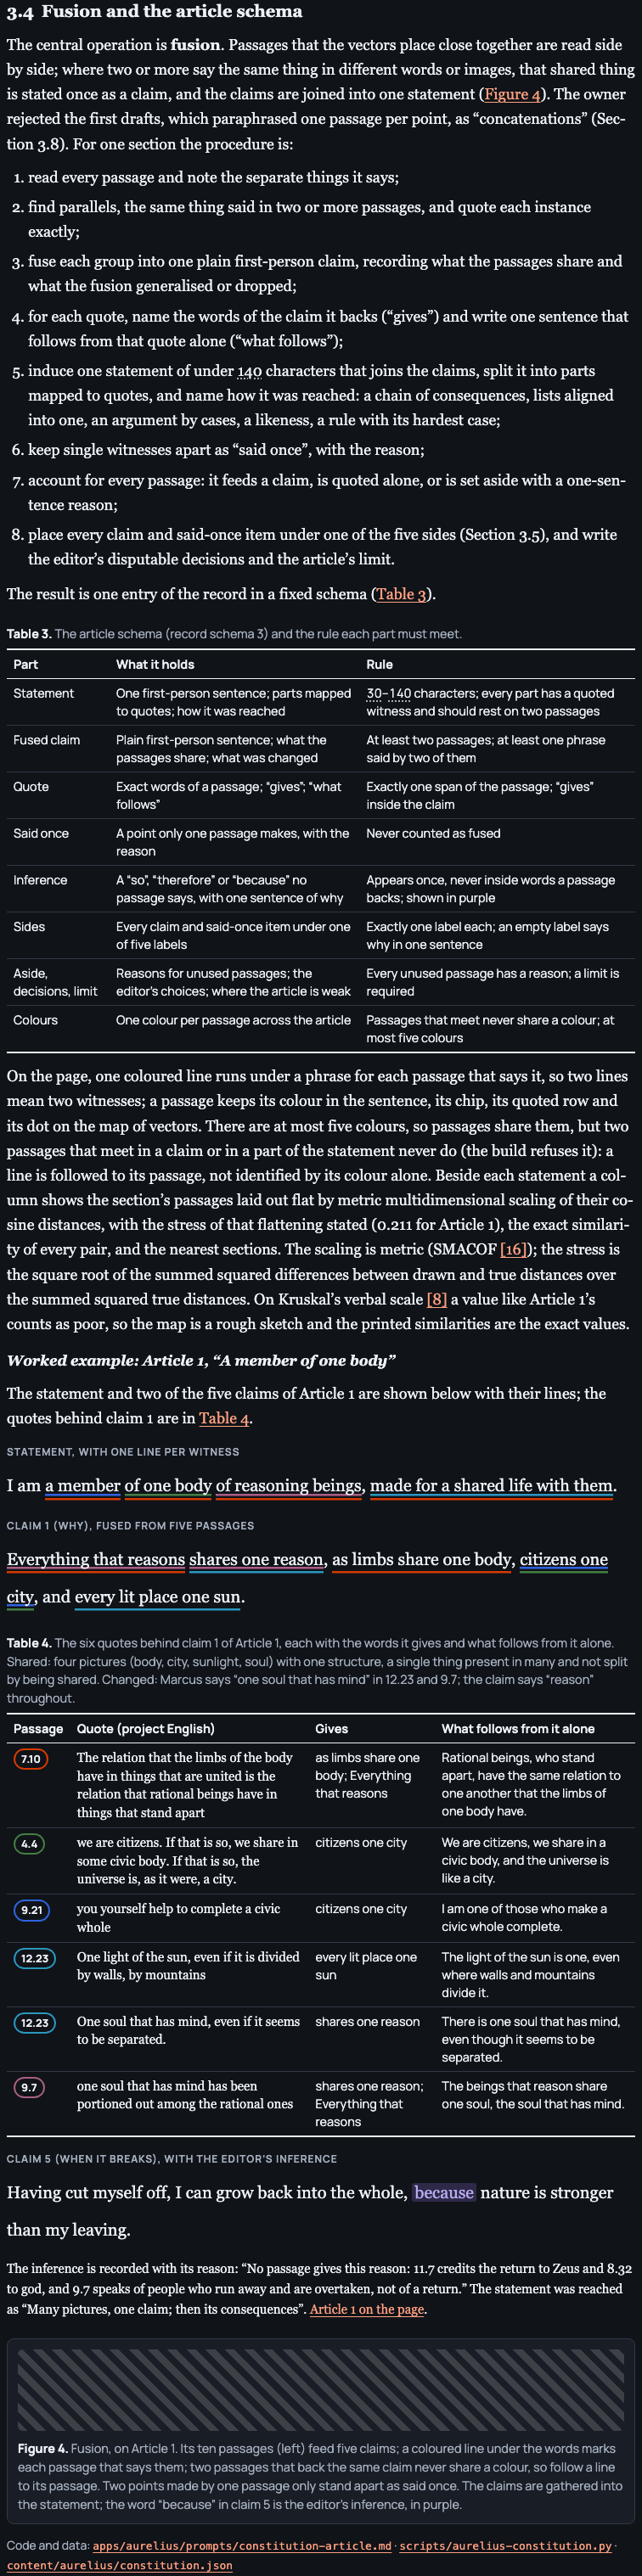 3.4 Fusion and the article schema
The central operation is fusion. Passages that the vectors place close together are read side
by side; where two or more say the same thing in different words or images, that shared thing
is stated once as a claim, and the claims are joined into one statement (Figure 4). The owner
rejected the first drafts, which paraphrased one passage per point, as “concatenations” (Sec-
tion 3.8). For one section the procedure is:
1. read every passage and note the separate things it says;
2. find parallels, the same thing said in two or more passages, and quote each instance
exactly;
3. fuse each group into one plain first-person claim, recording what the passages share and
what the fusion generalised or dropped;
4. for each quote, name the words of the claim it backs (“gives”) and write one sentence that
follows from that quote alone (“what follows”);
5. induce one statement of under 140 characters that joins the claims, split it into parts
mapped to quotes, and name how it was reached: a chain of consequences, lists aligned
into one, an argument by cases, a likeness, a rule with its hardest case;
6. keep single witnesses apart as “said once”, with the reason;
7. account for every passage: it feeds a claim, is quoted alone, or is set aside with a one-sen-
tence reason;
8. place every claim and said-once item under one of the five sides (Section 3.5), and write
the editor’s disputable decisions and the article’s limit.
The result is one entry of the record in a fixed schema (Table 3).
Table 3. The article schema (record schema 3) and the rule each part must meet.
Part What it holds Rule
Statement One first-person sentence; parts mapped 30–140 characters; every part has a quoted
to quotes; how it was reached witness and should rest on two passages
Fused claim Plain first-person sentence; what the At least two passages; at least one phrase
passages share; what was changed said by two of them
Quote Exact words of a passage; “gives”; “what Exactly one span of the passage; “gives”
follows” inside the claim
Said once A point only one passage makes, with the Never counted as fused
reason
Inference A “so”, “therefore” or “because” no Appears once, never inside words a passage
passage says, with one sentence of why backs; shown in purple
Sides Every claim and said-once item under one Exactly one label each; an empty label says
of five labels why in one sentence
Aside, Reasons for unused passages; the Every unused passage has a reason; a limit is
decisions, limit editor’s choices; where the article is weak required
Colours One colour per passage across the article Passages that meet never share a colour; at
most five colours
On the page, one coloured line runs under a phrase for each passage that says it, so two lines
mean two witnesses; a passage keeps its colour in the sentence, its chip, its quoted row and
its dot on the map of vectors. There are at most five colours, so passages share them, but two
passages that meet in a claim or in a part of the statement never do (the build refuses it): a
line is followed to its passage, not identified by its colour alone. Beside each statement a col-
umn shows the section’s passages laid out flat by metric multidimensional scaling of their co-
sine distances, with the stress of that flattening stated (0.211 for Article 1), the exact similari-
ty of every pair, and the nearest sections. The scaling is metric (SMACOF [16]); the stress is
the square root of the summed squared differences between drawn and true distances over
the summed squared true distances. On Kruskal’s verbal scale [8] a value like Article 1’s
counts as poor, so the map is a rough sketch and the printed similarities are the exact values.
Worked example: Article 1, “A member of one body”
The statement and two of the five claims of Article 1 are shown below with their lines; the
quotes behind claim 1 are in Table 4.
STATEMENT, WITH ONE LINE PER WITNESS
I am a member of one body of reasoning beings, made for a shared life with them.
CLAIM 1 (WHY), FUSED FROM FIVE PASSAGES
Everything that reasons shares one reason, as limbs share one body, citizens one
city, and every lit place one sun.
Table 4. The six quotes behind claim 1 of Article 1, each with the words it gives and what follows from it alone.
Shared: four pictures (body, city, sunlight, soul) with one structure, a single thing present in many and not split
by being shared. Changed: Marcus says “one soul that has mind” in 12.23 and 9.7; the claim says “reason”
throughout.
Passage Quote (project English) Gives What follows from it alone
7.10 The relation that the limbs of the body as limbs share one Rational beings, who stand
have in things that are united is the body; Everything apart, have the same relation to
relation that rational beings have in that reasons one another that the limbs of
things that stand apart one body have.
4.4 we are citizens. If that is so, we share in citizens one city We are citizens, we share in a
some civic body. If that is so, the civic body, and the universe is
universe is, as it were, a city. like a city.
9.21 you yourself help to complete a civic citizens one city I am one of those who make a
whole civic whole complete.
12.23 One light of the sun, even if it is divided every lit place one The light of the sun is one, even
by walls, by mountains sun where walls and mountains
divide it.
12.23 One soul that has mind, even if it seems shares one reason There is one soul that has mind,
to be separated. even though it seems to be
separated.
9.7 one soul that has mind has been shares one reason; The beings that reason share
portioned out among the rational ones Everything that one soul, the soul that has mind.
reasons
CLAIM 5 (WHEN IT BREAKS), WITH THE EDITOR’S INFERENCE
Having cut myself off, I can grow back into the whole, because nature is stronger
than my leaving.
The inference is recorded with its reason: “No passage gives this reason: 11.7 credits the return to Zeus and 8.32
to god, and 9.7 speaks of people who run away and are overtaken, not of a return.” The statement was reached
as “Many pictures, one claim; then its consequences”. Article 1 on the page.
Figure 4. Fusion, on Article 1. Its ten passages (left) feed five claims; a coloured line under the words marks
each passage that says them; two passages that back the same claim never share a colour, so follow a line
to its passage. Two points made by one passage only stand apart as said once. The claims are gathered into
the statement; the word “because” in claim 5 is the editor’s inference, in purple.
Code and data: apps/aurelius/prompts/constitution-article.md · scripts/aurelius-constitution.py ·
content/aurelius/constitution.json